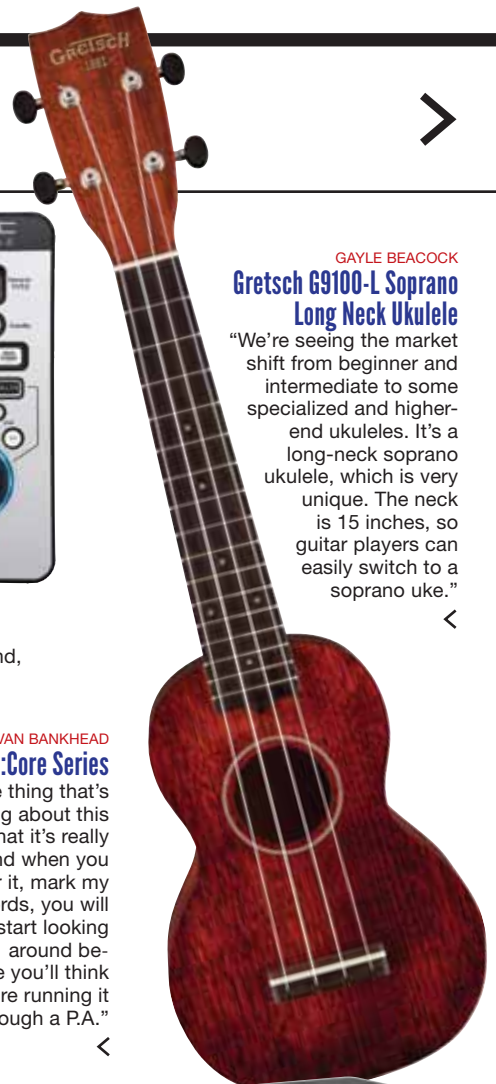 GRETSCH
1883
GAYLE BEACOCK
Gretsch G9100-L Soprano
Long Neck Ukulele
“We’re seeing the market
shift from beginner and
intermediate to some
specialized and higher-
end ukuleles. It’s a
long-neck soprano
ukulele, which is very
unique. The neck
is 15 inches, so
guitar players can
easily switch to a
soprano uke.”
nd,
VAN BANKHEAD
:Core Series
thing that’s
g about this
hat it’s really
nd when you
r it, mark my
rds, you will
start looking
around be-
e you’ll think
re running it
ough a P.A.”